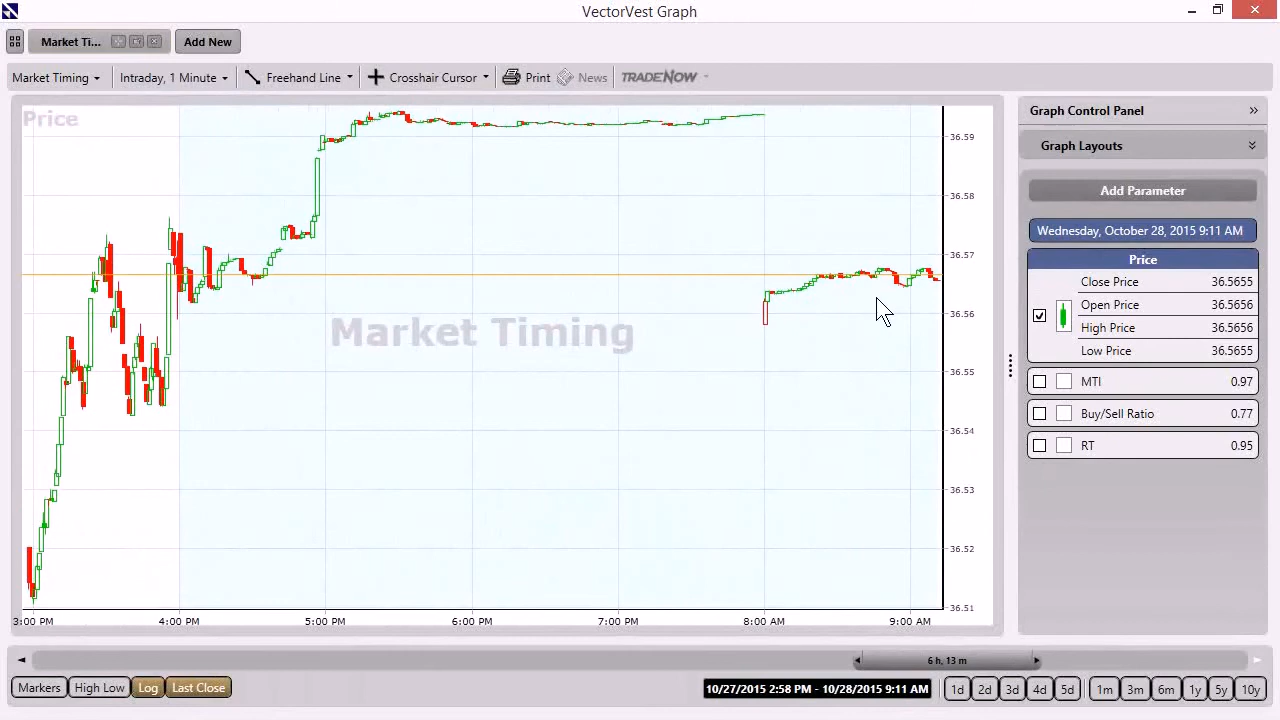 VectorVest Graph
Market Ti... Add New
Market Timing Intraday, 1 Minute Freehand Line Crosshair Cursor Print News TRADENOW
Price
Market Timing
36.59
36.58
36.57
36.56
36.55
36.54
36.53
36.52
36.51
3:00 PM 4:00 PM 5:00 PM 6:00 PM 7:00 PM 8:00 AM 9:00 AM
Graph Control Panel
Graph Layouts
Add Parameter
Wednesday, October 28, 2015 9:11 AM
Price
Close Price 36.5655
Open Price 36.5656
High Price 36.5656
Low Price 36.5655
MTI 0.97
Buy/Sell Ratio 0.77
RT 0.95
6 h, 13 m
Markers High Low Log Last Close 10/27/2015 2:58 PM - 10/28/2015 9:11 AM 1d 2d 3d 4d 5d 1m 3m 6m 1y 5y 10y